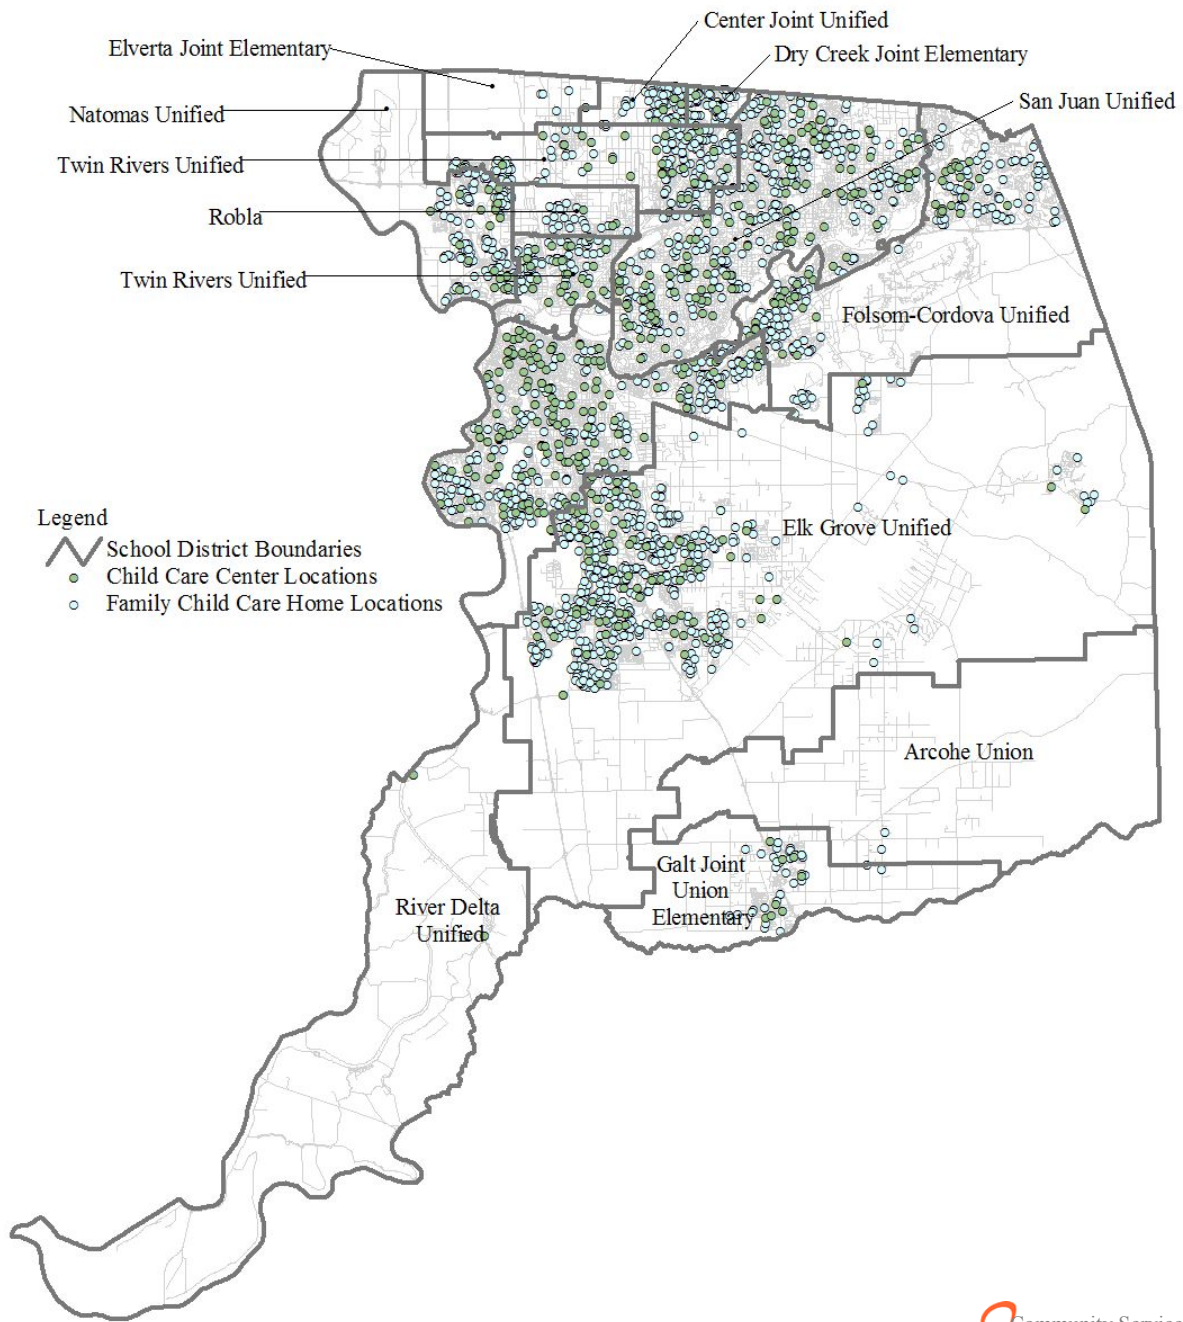 Center Joint Unified
Elverta Joint Elementary
Dry Creek Joint Elementary
San Juan Unified
Natomas Unified
Twin Rivers Unified
Robla
Twin Rivers Unified
Folsom-Cordova Unified
Legend
School District Boundaries
Child Care Center Locations
Family Child Care Home Locations
Elk Grove Unified
Arcohe Union
Galt Joint
Union
Elementary
River Delta
Unified
Community Service